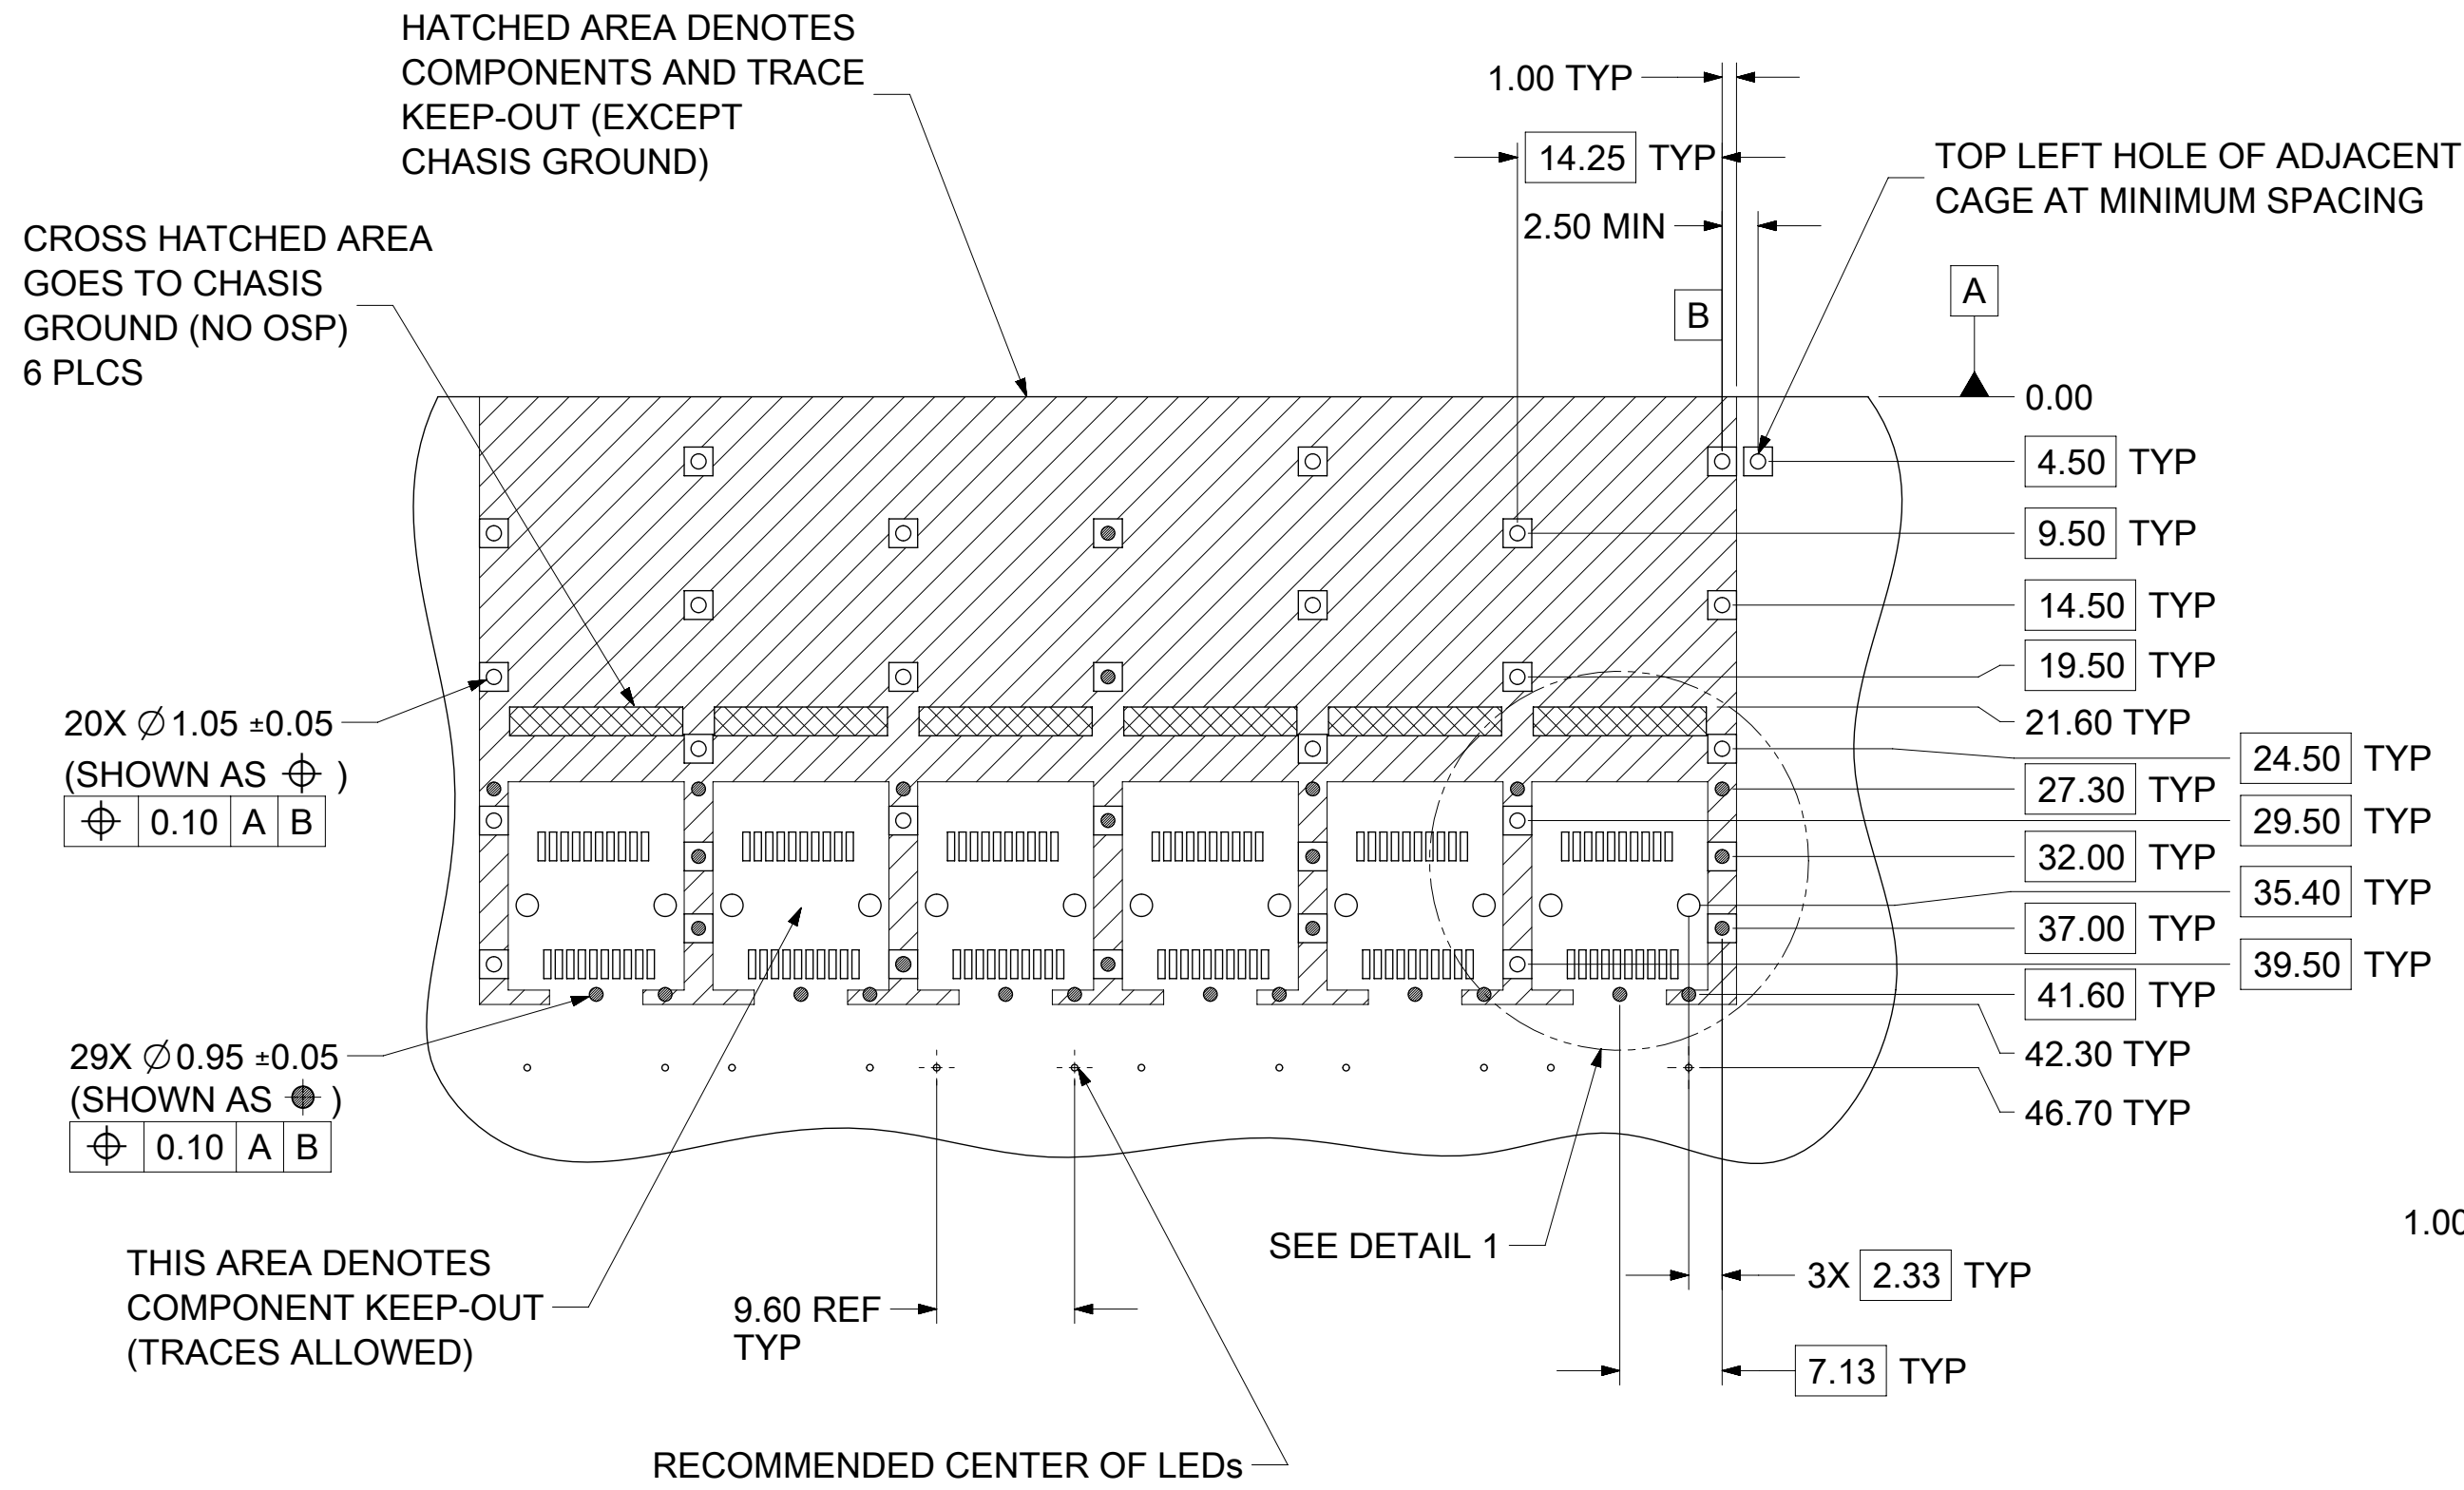 HATCHED AREA DENOTES
COMPONENTS AND TRACE
KEEP-OUT (EXCEPT
CHASIS GROUND)
CROSS HATCHED AREA
GOES TO CHASIS
GROUND (NO OSP)
6 PLCS
1.00 TYP
14.25 TYP
2.50 MIN
TOP LEFT HOLE OF ADJACENT
CAGE AT MINIMUM SPACING
B
A
0.00
4.50 TYP
9.50 TYP
14.50 TYP
19.50 TYP
21.60 TYP
24.50 TYP
27.30 TYP
29.50 TYP
32.00 TYP
35.40 TYP
37.00 TYP
39.50 TYP
41.60 TYP
42.30 TYP
46.70 TYP
20X ∅1.05 ±0.05
(SHOWN AS ⌖ )
⌖ 0.10 A B
29X ∅0.95 ±0.05
(SHOWN AS )
⌖ 0.10 A B
THIS AREA DENOTES
COMPONENT KEEP-OUT
(TRACES ALLOWED)
9.60 REF
TYP
SEE DETAIL 1
3X 2.33 TYP
7.13 TYP
RECOMMENDED CENTER OF LEDs
1.00